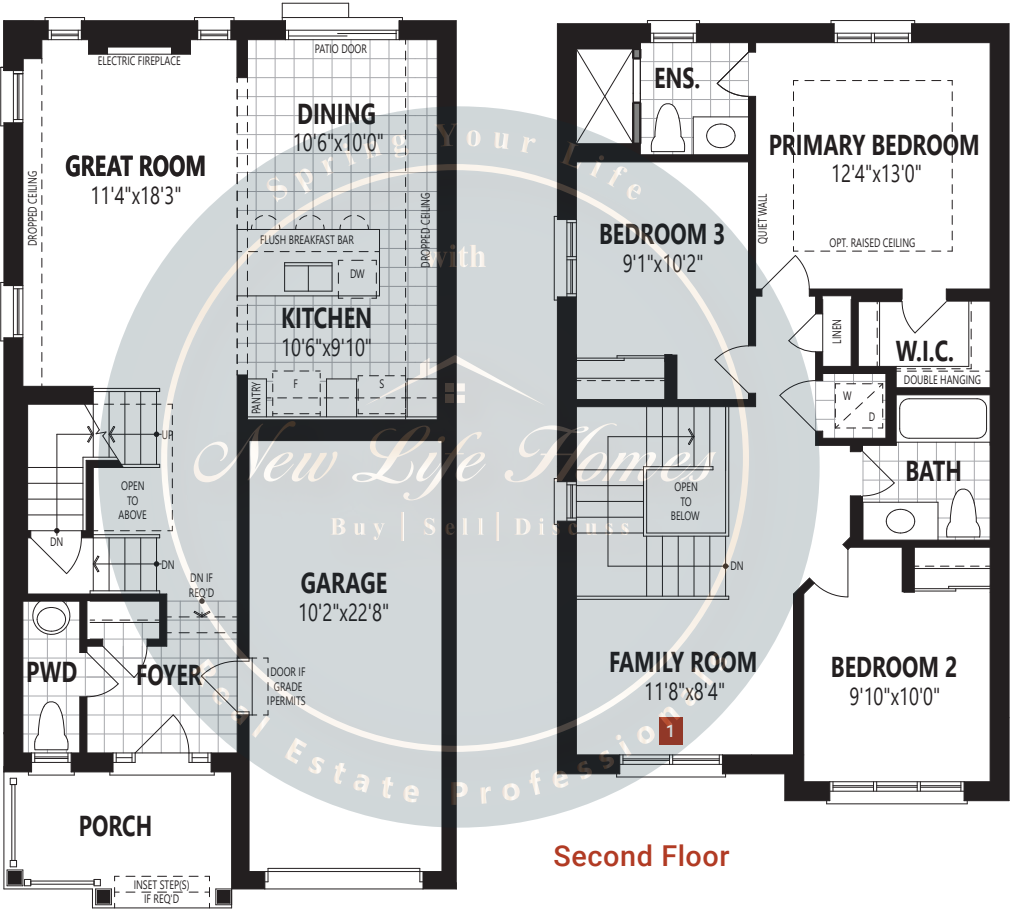 PATIO DOOR
ELECTRIC FIREPLACE
DINING
10'6"x10'0"
GREAT ROOM
11'4"x18'3"
DROPPED CEILING
DROPPED CEILING
FLUSH BREAKFAST BAR
DW
KITCHEN
10'6"x9'10"
PANTRY
F
S
UP
OPEN
TO
ABOVE
DN
DN
DN IF
REQ'D
GARAGE
10'2"x22'8"
PWD
FOYER
DOOR IF
GRADE
PERMITS
PORCH
INSET STEP(S)
IF REQ'D
ENS.
PRIMARY BEDROOM
12'4"x13'0"
QUIET WALL
OPT. RAISED CEILING
BEDROOM 3
9'1"x10'2"
LINEN
W.I.C.
DOUBLE HANGING
W
D
BATH
OPEN
TO
BELOW
DN
FAMILY ROOM
11'8"x8'4"
1
BEDROOM 2
9'10"x10'0"
Second Floor
Spring Your Life
with
New Life Homes
Buy | Sell | Discuss
Real Estate Professional